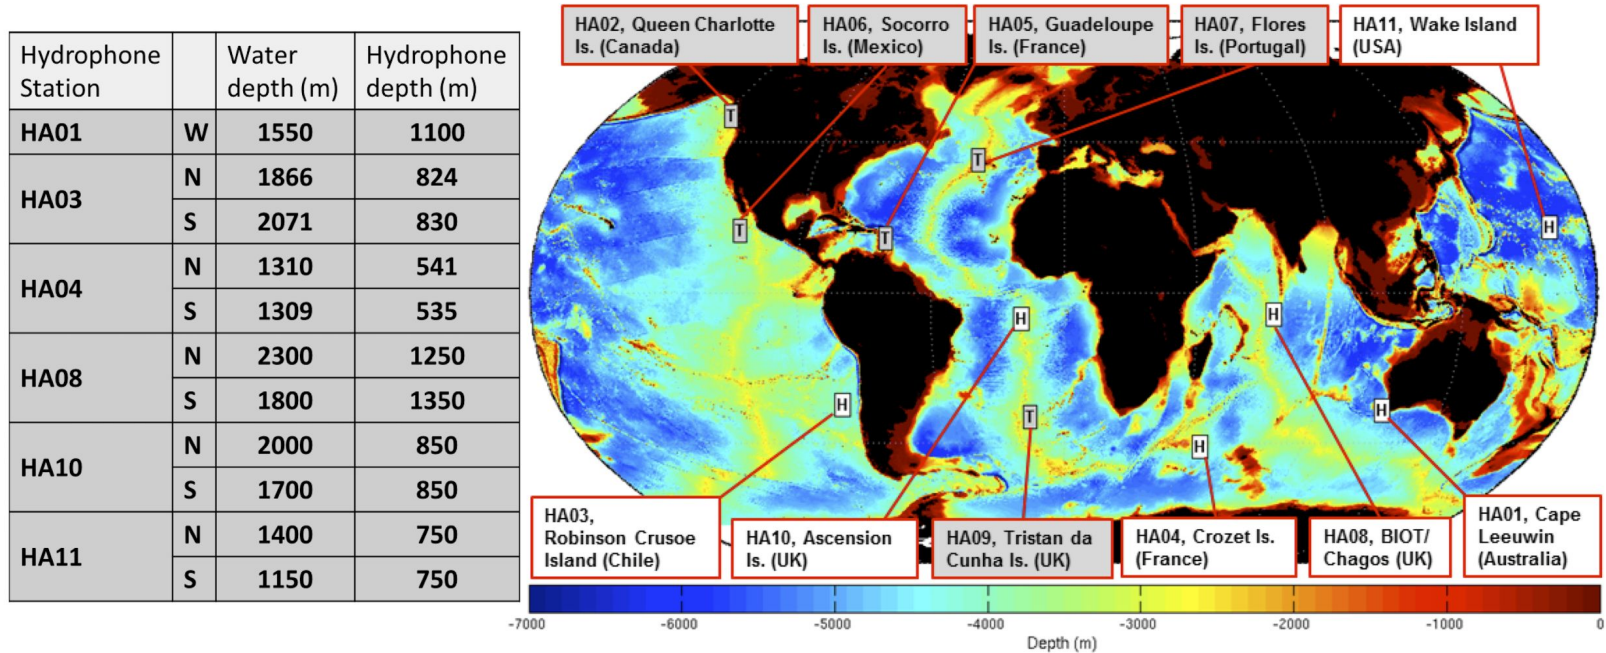 Hydrophone Station Water depth (m) Hydrophone depth (m)
HA01 W 1550 1100
HA03 N 1866 824
S 2071 830
HA04 N 1310 541
S 1309 535
HA08 N 2300 1250
S 1800 1350
HA10 N 2000 850
S 1700 850
HA11 N 1400 750
S 1150 750
HA02, Queen Charlotte
Is. (Canada)
HA06, Socorro
Is. (Mexico)
HA05, Guadeloupe
Is. (France)
HA07, Flores
Is. (Portugal)
HA11, Wake Island
(USA)
T
T
T
T
H
H
H
H
T
H
H
HA03,
Robinson Crusoe
Island (Chile)
HA10, Ascension
Is. (UK)
HA09, Tristan da
Cunha Is. (UK)
HA04, Crozet Is.
(France)
HA08, BIOT/
Chagos (UK)
HA01, Cape
Leeuwin
(Australia)
-7000 -6000 -5000 -4000 -3000 -2000 -1000 0
Depth (m)